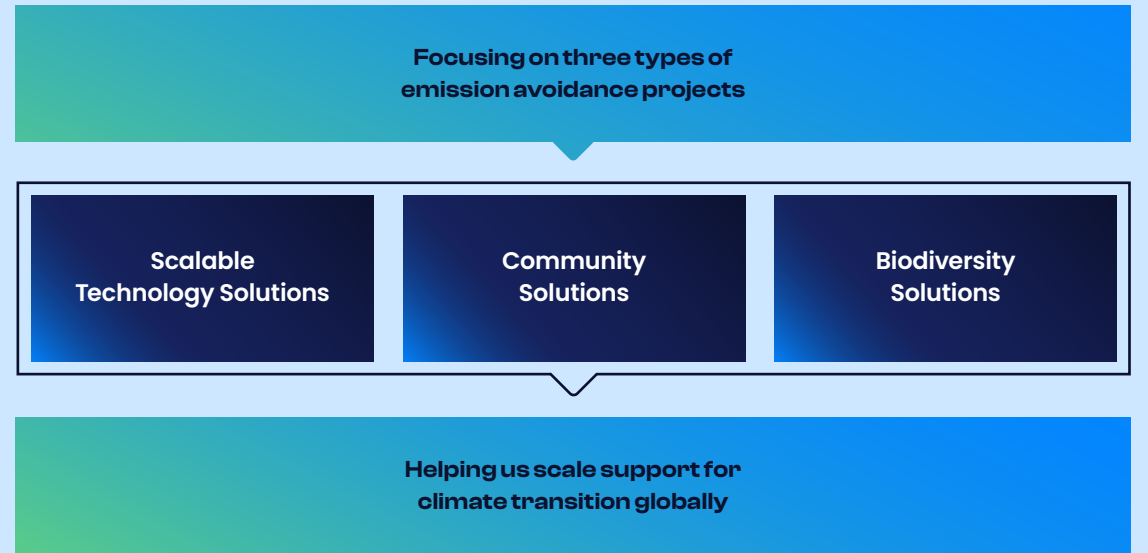 Focusing on three types of
emission avoidance projects
Scalable
Technology Solutions
Community
Solutions
Biodiversity
Solutions
Helping us scale support for
climate transition globally